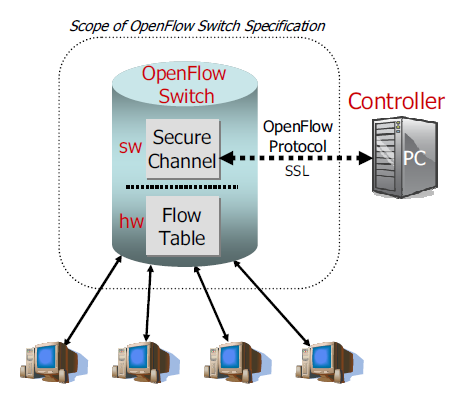 Scope of OpenFlow Switch Specification
OpenFlow
Switch
sw
Secure
Channel
hw
Flow
Table
OpenFlow
Protocol
SSL
Controller
PC